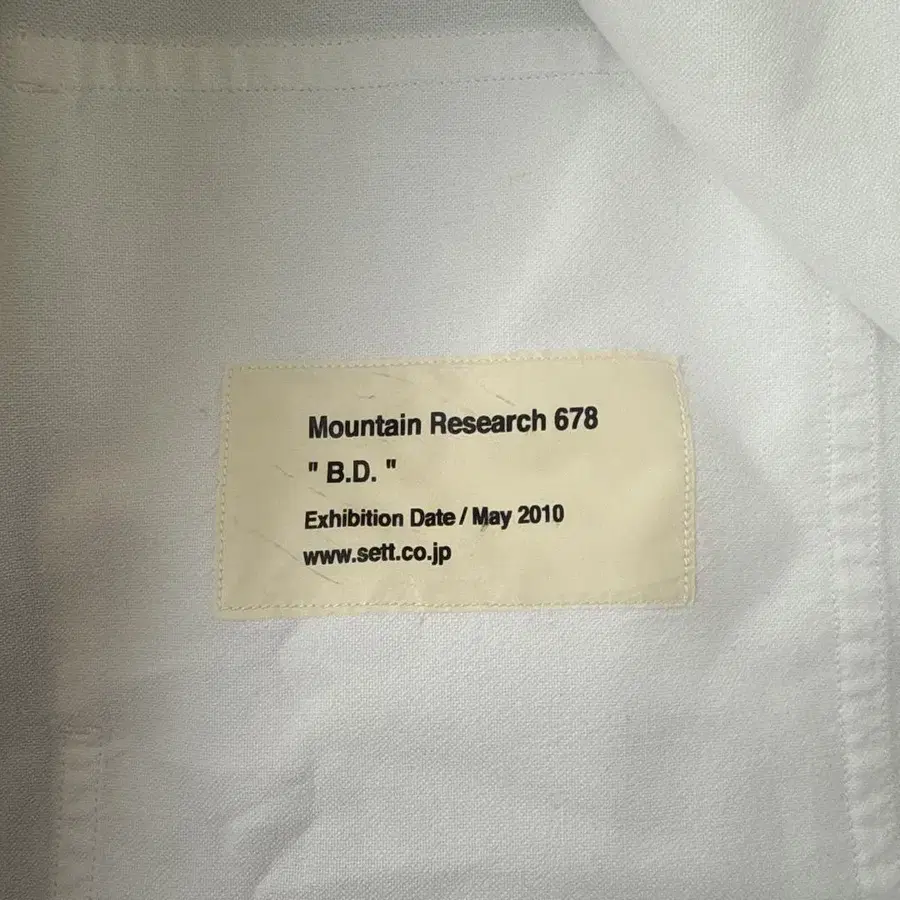 Mountain Research 678
" B.D. "
Exhibition Date / May 2010
www.sett.co.jp